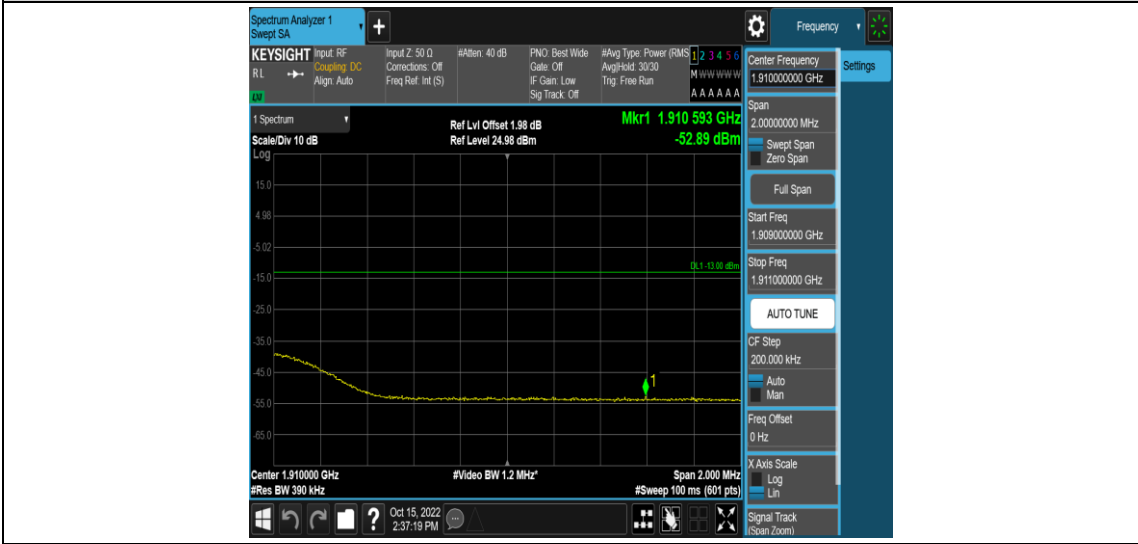 Spectrum Analyzer 1
Swept SA
+
Frequency
KEYSIGHT
RL
LXI
Input: RF
Coupling: DC
Align: Auto
Input Z: 50 Ω
Corrections: Off
Freq Ref: Int (S)
#Atten: 40 dB
PNO: Best Wide
Gate: Off
IF Gain: Low
Sig Track: Off
#Avg Type: Power (RMS
Avg|Hold: 30/30
Trig: Free Run
1 2 3 4 5 6
M W W W W W
A A A A A A
1 Spectrum
Scale/Div 10 dB
Log
Ref Lvl Offset 1.98 dB
Ref Level 24.98 dBm
Mkr1 1.910 593 GHz
-52.89 dBm
15.0
4.98
-5.02
DL1 -13.00 dBm
-15.0
-25.0
-35.0
-45.0
1
-55.0
-65.0
Center 1.910000 GHz
#Res BW 390 kHz
#Video BW 1.2 MHz*
Span 2.000 MHz
#Sweep 100 ms (601 pts)
?
Oct 15, 2022
2:37:19 PM
Center Frequency
1.910000000 GHz
Settings
Span
2.00000000 MHz
Swept Span
Zero Span
Full Span
Start Freq
1.909000000 GHz
Stop Freq
1.911000000 GHz
AUTO TUNE
CF Step
200.000 kHz
Auto
Man
Freq Offset
0 Hz
X Axis Scale
Log
Lin
Signal Track
(Span Zoom)